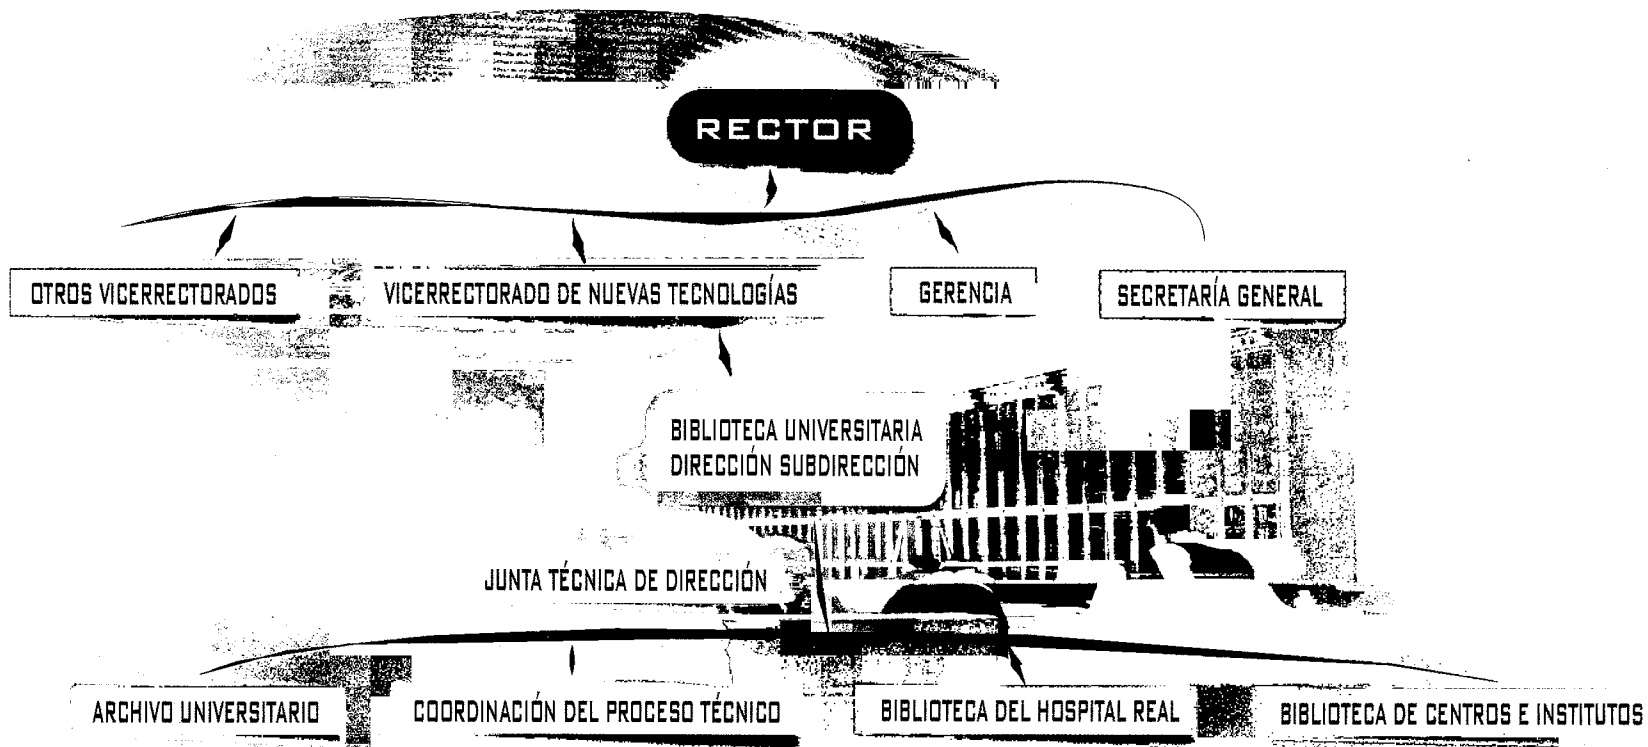 RECTOR
OTROS VICERRECTORADOS
VICERRECTORADO DE NUEVAS TECNOLOGÍAS
GERENCIA
SECRETARÍA GENERAL
BIBLIOTECA UNIVERSITARIA
DIRECCIÓN SUBDIRECCIÓN
JUNTA TÉCNICA DE DIRECCIÓN
ARCHIVO UNIVERSITARIO
COORDINACIÓN DEL PROCESO TÉCNICO
BIBLIOTECA DEL HOSPITAL REAL
BIBLIOTECA DE CENTROS E INSTITUTOS